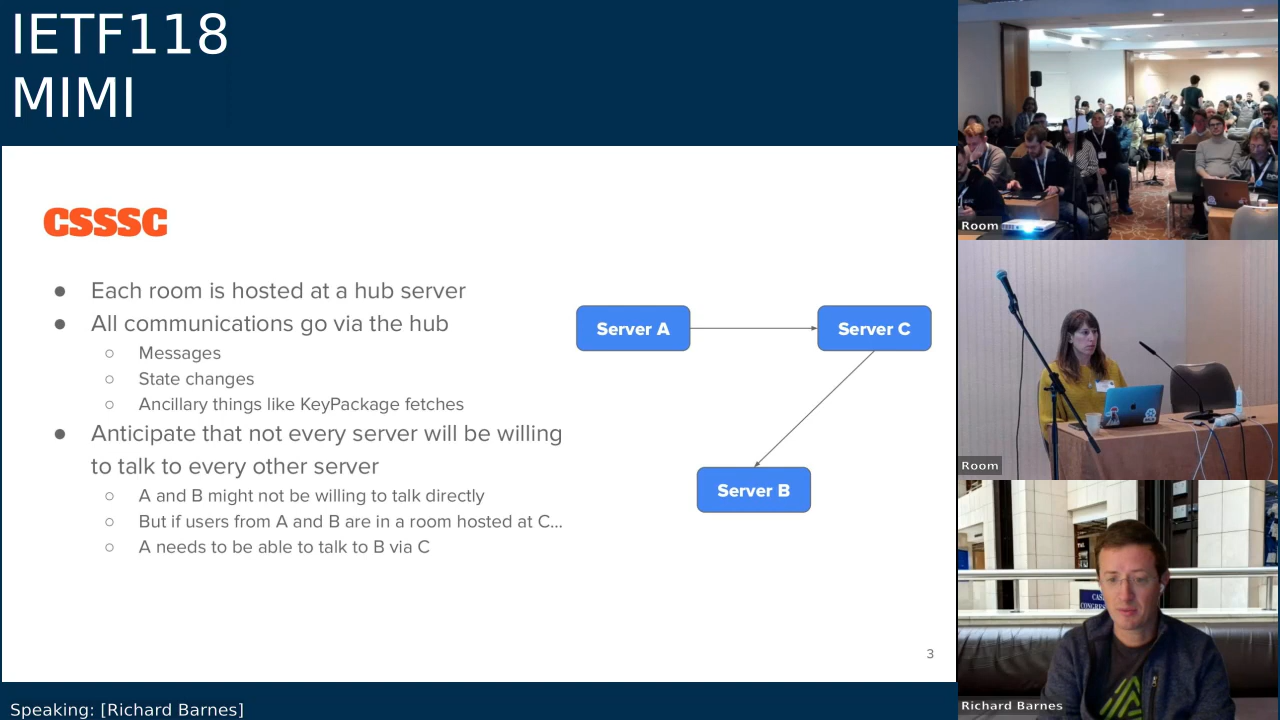 IETF118
MIMI
CSSSC
● Each room is hosted at a hub server
● All communications go via the hub
○ Messages
○ State changes
○ Ancillary things like KeyPackage fetches
● Anticipate that not every server will be willing
to talk to every other server
○ A and B might not be willing to talk directly
○ But if users from A and B are in a room hosted at C...
○ A needs to be able to talk to B via C
Server A
Server C
Server B
3
Room
Room
Richard Barnes
Speaking: [Richard Barnes]